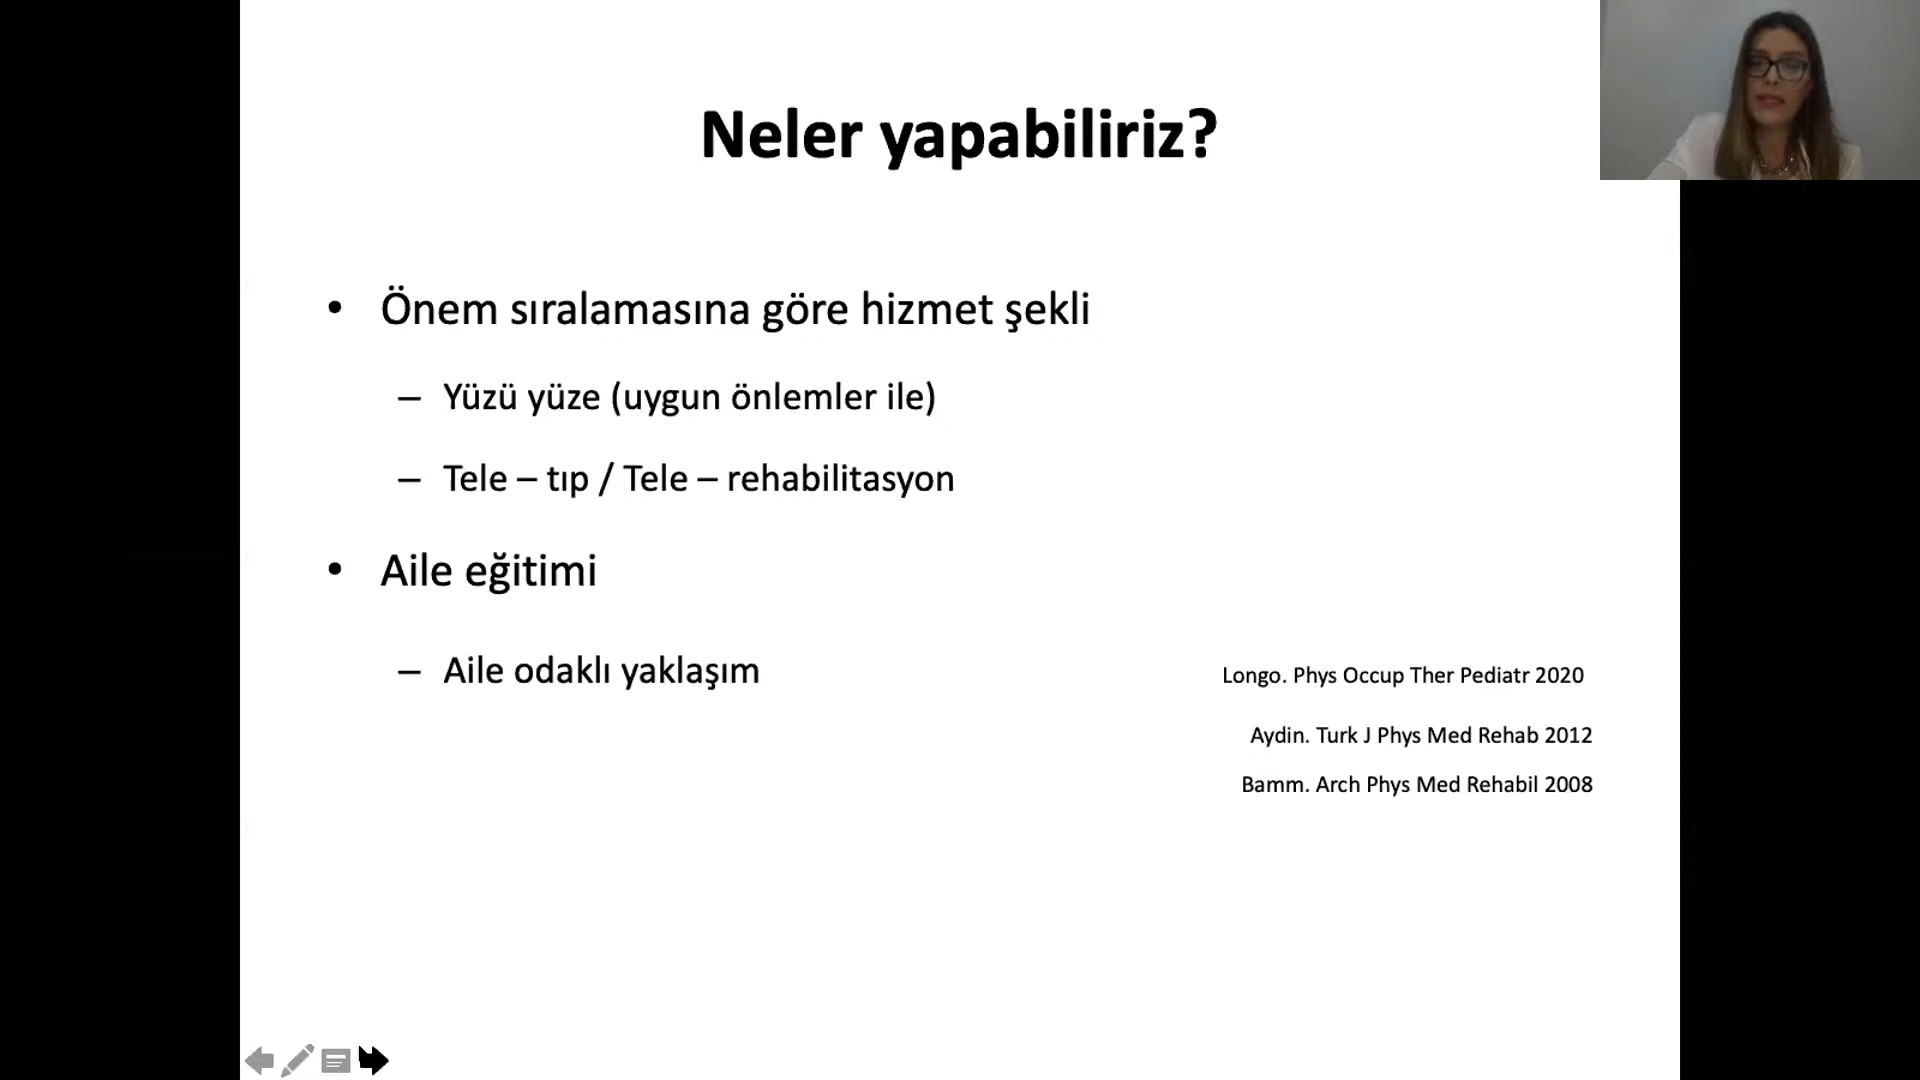 Neler yapabiliriz?
• Önem sıralamasına göre hizmet şekli
– Yüzü yüze (uygun önlemler ile)
– Tele – tıp / Tele – rehabilitasyon
• Aile eğitimi
– Aile odaklı yaklaşım
Longo. Phys Occup Ther Pediatr 2020
Aydin. Turk J Phys Med Rehab 2012
Bamm. Arch Phys Med Rehabil 2008